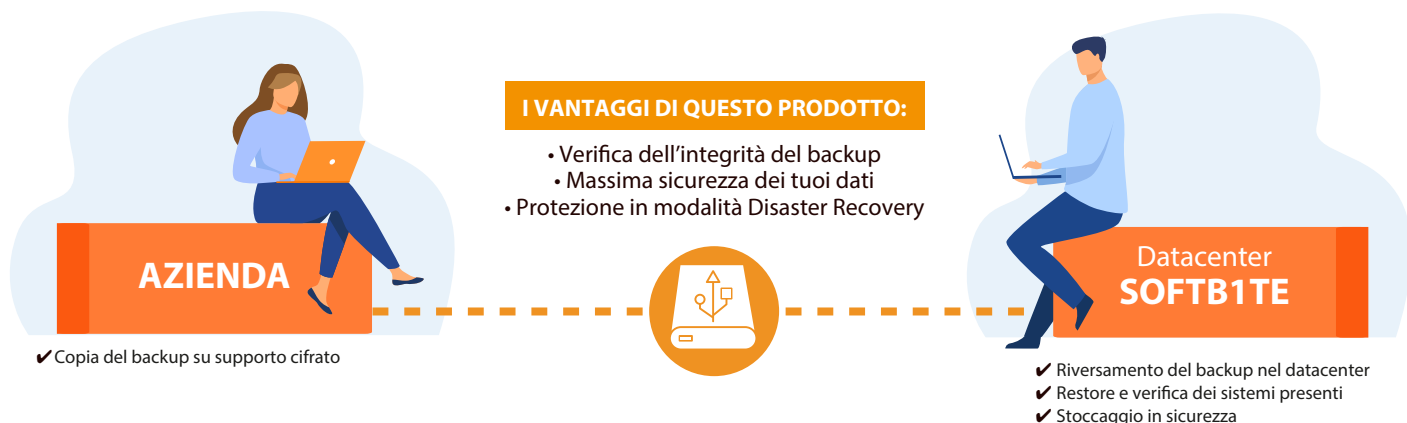 I VANTAGGI DI QUESTO PRODOTTO:
• Verifica dell'integrità del backup
• Massima sicurezza dei tuoi dati
• Protezione in modalità Disaster Recovery
AZIENDA
✔ Copia del backup su supporto cifrato
Datacenter
SOFTB1TE
✔ Riversamento del backup nel datacenter
✔ Restore e verifica dei sistemi presenti
✔ Stoccaggio in sicurezza